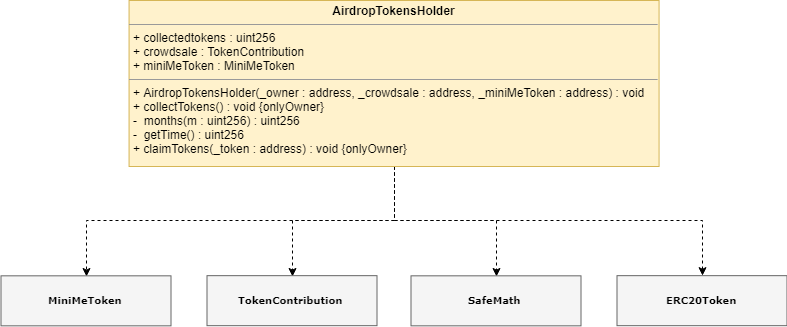 AirdropTokensHolder
+ collectedtokens : uint256
+ crowdsale : TokenContribution
+ miniMeToken : MiniMeToken
+ AirdropTokensHolder(_owner : address, _crowdsale : address, _miniMeToken : address) : void
+ collectTokens() : void {onlyOwner}
- months(m : uint256) : uint256
- getTime() : uint256
+ claimTokens(_token : address) : void {onlyOwner}
MiniMeToken
TokenContribution
SafeMath
ERC20Token